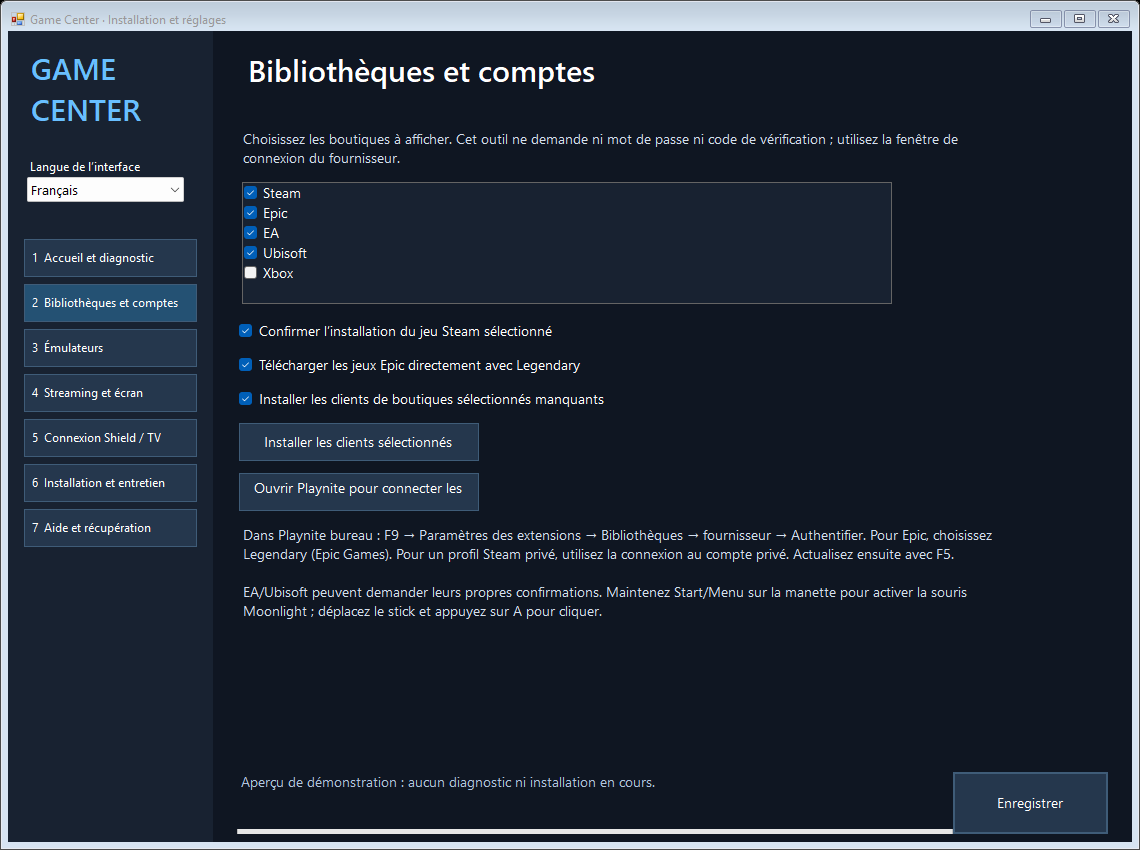 Game Center · Installation et réglages
GAME
CENTER
Langue de l'interface
Français
1 Accueil et diagnostic
2 Bibliothèques et comptes
3 Émulateurs
4 Streaming et écran
5 Connexion Shield / TV
6 Installation et entretien
7 Aide et récupération
Bibliothèques et comptes
Choisissez les boutiques à afficher. Cet outil ne demande ni mot de passe ni code de vérification ; utilisez la fenêtre de
connexion du fournisseur.
Steam
Epic
EA
Ubisoft
Xbox
Confirmer l'installation du jeu Steam sélectionné
Télécharger les jeux Epic directement avec Legendary
Installer les clients de boutiques sélectionnés manquants
Installer les clients sélectionnés
Ouvrir Playnite pour connecter les
Dans Playnite bureau : F9 → Paramètres des extensions → Bibliothèques → fournisseur → Authentifier. Pour Epic, choisissez
Legendary (Epic Games). Pour un profil Steam privé, utilisez la connexion au compte privé. Actualisez ensuite avec F5.
EA/Ubisoft peuvent demander leurs propres confirmations. Maintenez Start/Menu sur la manette pour activer la souris
Moonlight ; déplacez le stick et appuyez sur A pour cliquer.
Aperçu de démonstration : aucun diagnostic ni installation en cours.
Enregistrer